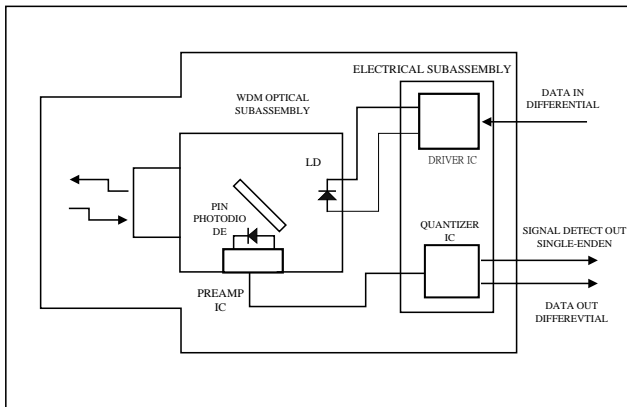 ELECTRICAL SUBASSEMBLY
WDM OPTICAL
SUBASSEMBLY
DATA IN
DIFFERENTIAL
LD
DRIVER IC
PIN
PHOTODIO
DE
QUANTIZER
IC
SIGNAL DETECT OUT
SINGLE-ENDEN
PREAMP
IC
DATA OUT
DIFFEREVTIAL